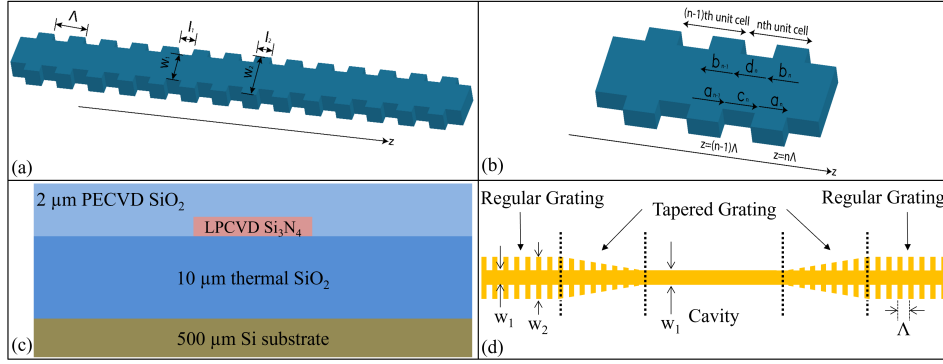 Λ
l₁
l₂
w₁
w₂
z
(a)
(n-1)th unit cell
nth unit cell
bₙ₋₁
dₙ
bₙ
aₙ₋₁
cₙ
aₙ
z=(n-1)Λ
z=nΛ
z
(b)
2 µm PECVD SiO₂
LPCVD Si₃N₄
10 µm thermal SiO₂
500 µm Si substrate
(c)
Regular Grating
Tapered Grating
Regular Grating
w₁
w₂
w₁
Cavity
Λ
(d)